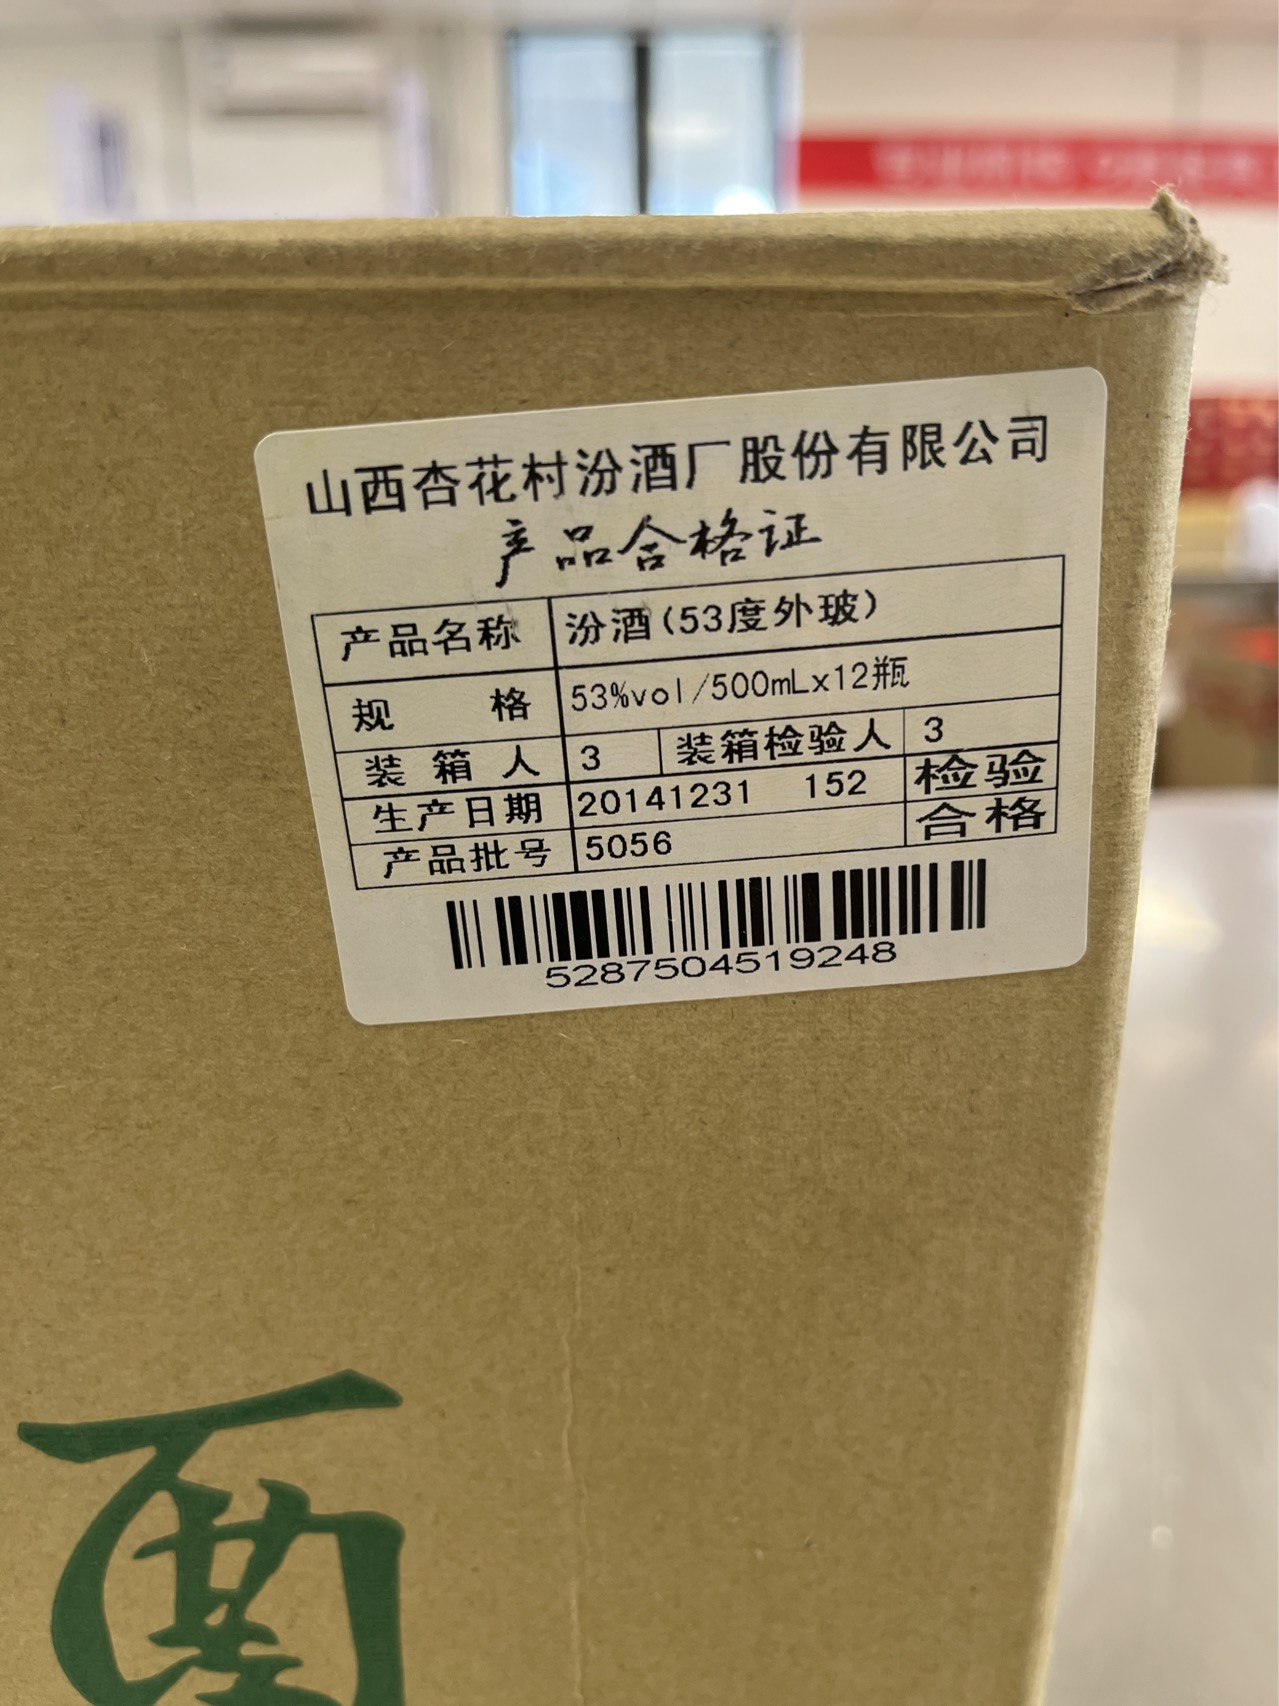 山西杏花村汾酒厂股份有限公司
产品合格证
产品名称 汾酒(53度外玻)
规 格 53%vol/500mLx12瓶
装 箱 人 3 装箱检验人 3
生产日期 20141231 152 检验
产品批号 5056 合格
5287504519248
酒